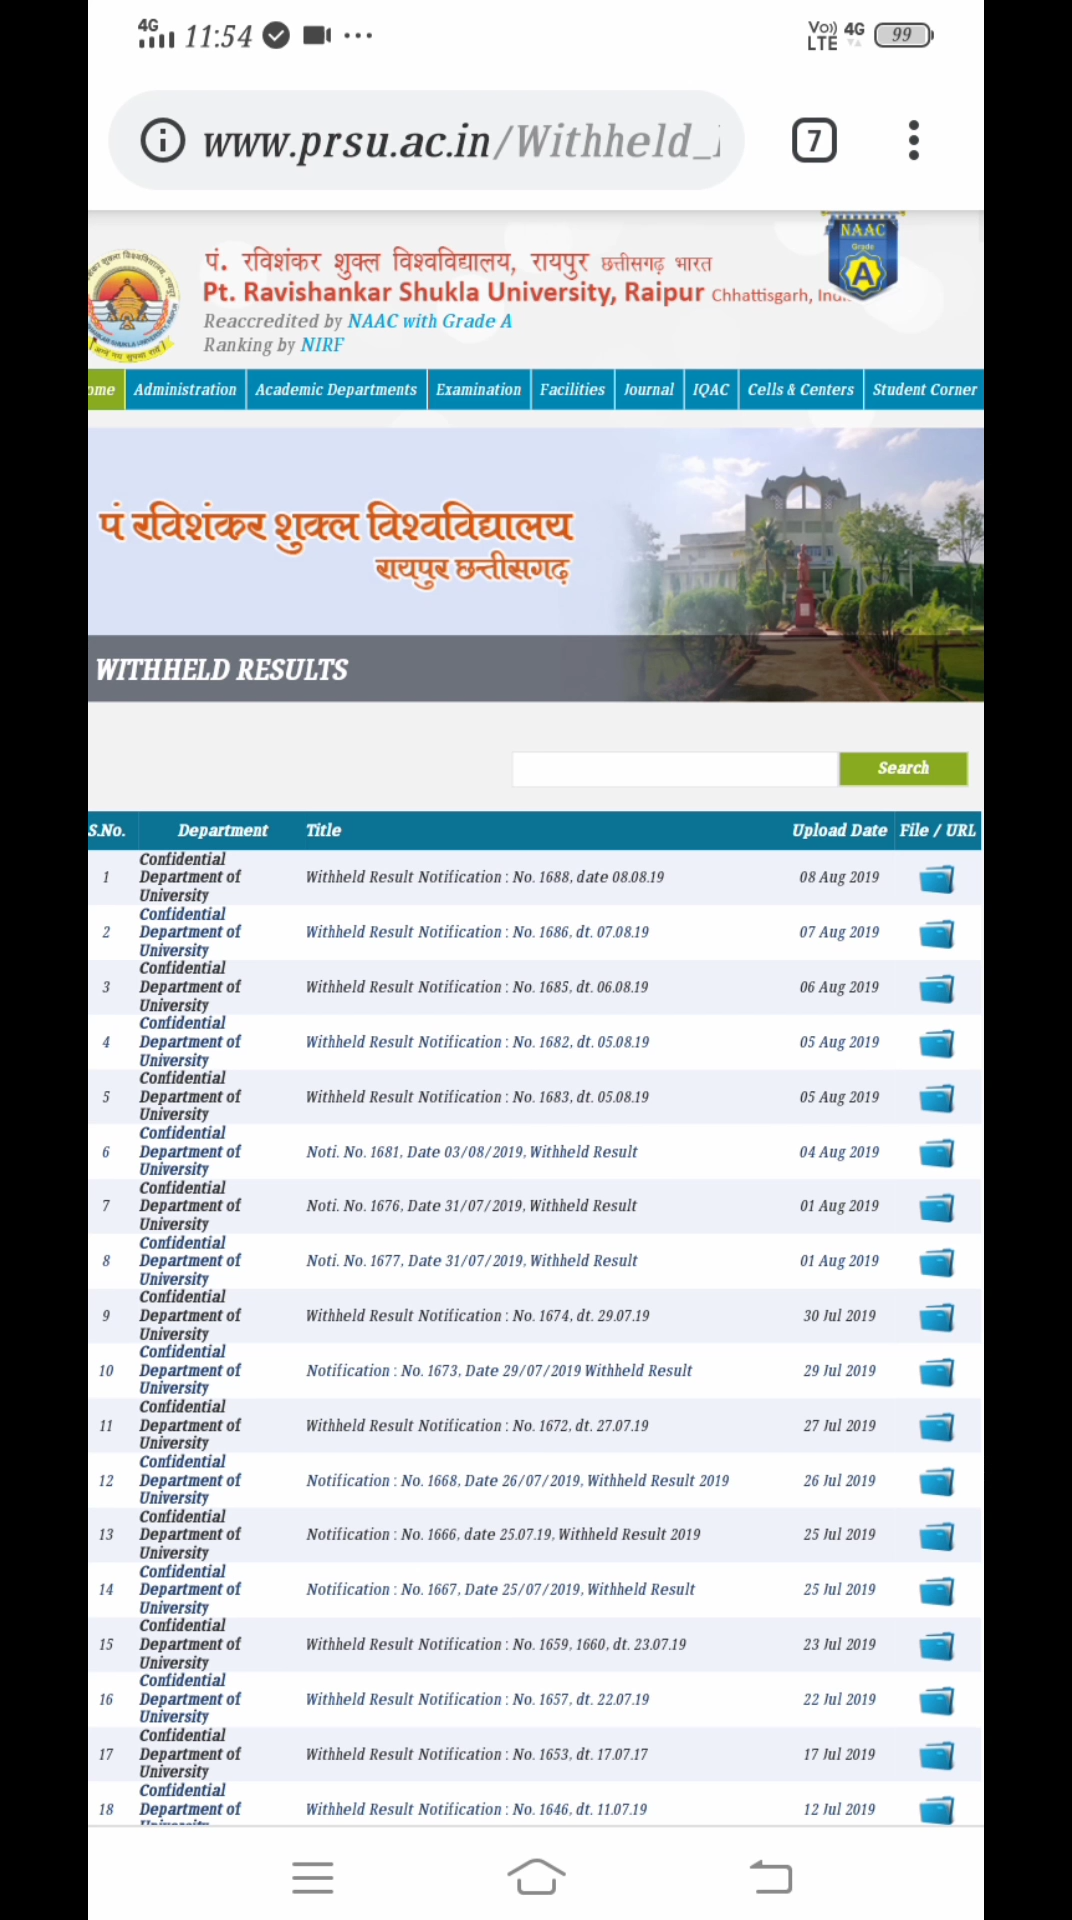 4G 11:54 Vo)) LTE 4G 99
www.prsu.ac.in/Withheld_
7
NAAC
Grade
A
पं. रविशंकर शुक्ल विश्वविद्यालय, रायपुर छत्तीसगढ़ भारत
Pt. Ravishankar Shukla University, Raipur Chhattisgarh,
Reaccredited by NAAC with Grade A
Ranking by NIRF
ome Administration Academic Departments Examination Facilities Journal IQAC Cells & Centers Student Corner
पं रविशंकर शुक्ल विश्वविद्यालय
रायपुर छत्तीसगढ़
WITHHELD RESULTS
Search
S.No. Department Title Upload Date File / URL
Confidential
1 Department of Withheld Result Notification : No. 1688, date 08.08.19 08 Aug 2019
University
Confidential
2 Department of Withheld Result Notification : No. 1686, dt. 07.08.19 07 Aug 2019
University
Confidential
3 Department of Withheld Result Notification : No. 1685, dt. 06.08.19 06 Aug 2019
University
Confidential
4 Department of Withheld Result Notification : No. 1682, dt. 05.08.19 05 Aug 2019
University
Confidential
5 Department of Withheld Result Notification : No. 1683, dt. 05.08.19 05 Aug 2019
University
Confidential
6 Department of Noti. No. 1681, Date 03/08/2019, Withheld Result 04 Aug 2019
University
Confidential
7 Department of Noti. No. 1676, Date 31/07/2019, Withheld Result 01 Aug 2019
University
Confidential
8 Department of Noti. No. 1677, Date 31/07/2019, Withheld Result 01 Aug 2019
University
Confidential
9 Department of Withheld Result Notification : No. 1674, dt. 29.07.19 30 Jul 2019
University
Confidential
10 Department of Notification : No. 1673, Date 29/07/2019 Withheld Result 29 Jul 2019
University
Confidential
11 Department of Withheld Result Notification : No. 1672, dt. 27.07.19 27 Jul 2019
University
Confidential
12 Department of Notification : No. 1668, Date 26/07/2019, Withheld Result 2019 26 Jul 2019
University
Confidential
13 Department of Notification : No. 1666, date 25.07.19, Withheld Result 2019 25 Jul 2019
University
Confidential
14 Department of Notification : No. 1667, Date 25/07/2019, Withheld Result 25 Jul 2019
University
Confidential
15 Department of Withheld Result Notification : No. 1659, 1660, dt. 23.07.19 23 Jul 2019
University
Confidential
16 Department of Withheld Result Notification : No. 1657, dt. 22.07.19 22 Jul 2019
University
Confidential
17 Department of Withheld Result Notification : No. 1653, dt. 17.07.17 17 Jul 2019
University
Confidential
18 Department of Withheld Result Notification : No. 1646, dt. 11.07.19 12 Jul 2019